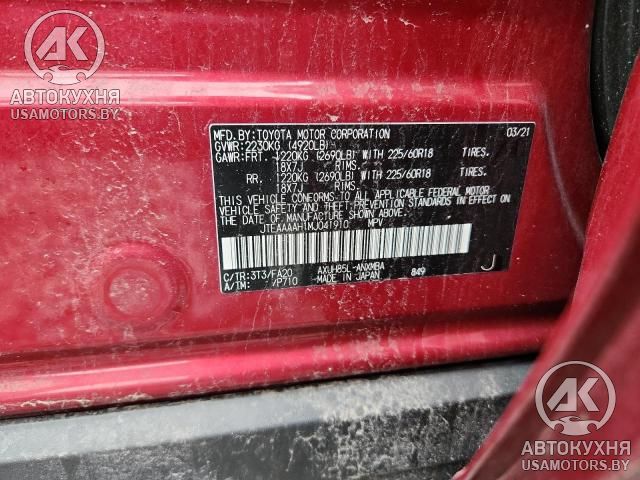 AK
АВТОКУХНЯ
USAMOTORS.BY
MFD.BY:TOYOTA MOTOR CORPORATION 03/21
GVWR:2230KG (4920LB)
GAWR:FRT. 1220KG (2690LB) WITH 225/60R18 TIRES.
18X7J RIMS.
RR. 1220KG (2690LB) WITH 225/60R18 TIRES.
18X7J RIMS.
THIS VEHICLE CONFORMS TO ALL APPLICABLE FEDERAL MOTOR
VEHICLE SAFETY AND THEFT PREVENTION STANDARDS IN EFFECT
ON THE DATE OF MANUFACTURE SHOWN ABOVE.
JTEAAAAH1MJ041910 MPV
C/TR:3T3/FA20 AXUH85L-ANXMBA 849 J
A/TM: /P710 MADE IN JAPAN
AK
АВТОКУХНЯ
USAMOTORS.BY